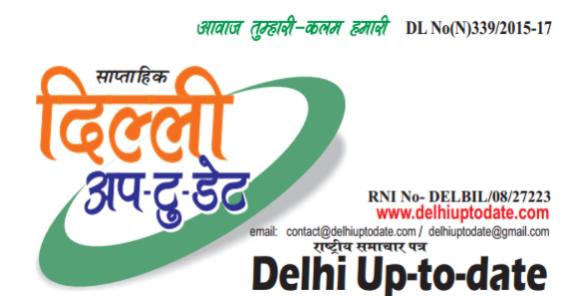 आवाज तुम्हारी-कलम हमारी DL No(N)339/2015-17
साप्ताहिक
दिल्ली
अप-टु-डेट
RNI No- DELBIL/08/27223
www.delhiuptodate.com
email: contact@delhiuptodate.com / delhiuptodate@gmail.com
राष्ट्रीय समाचार पत्र
Delhi Up-to-date